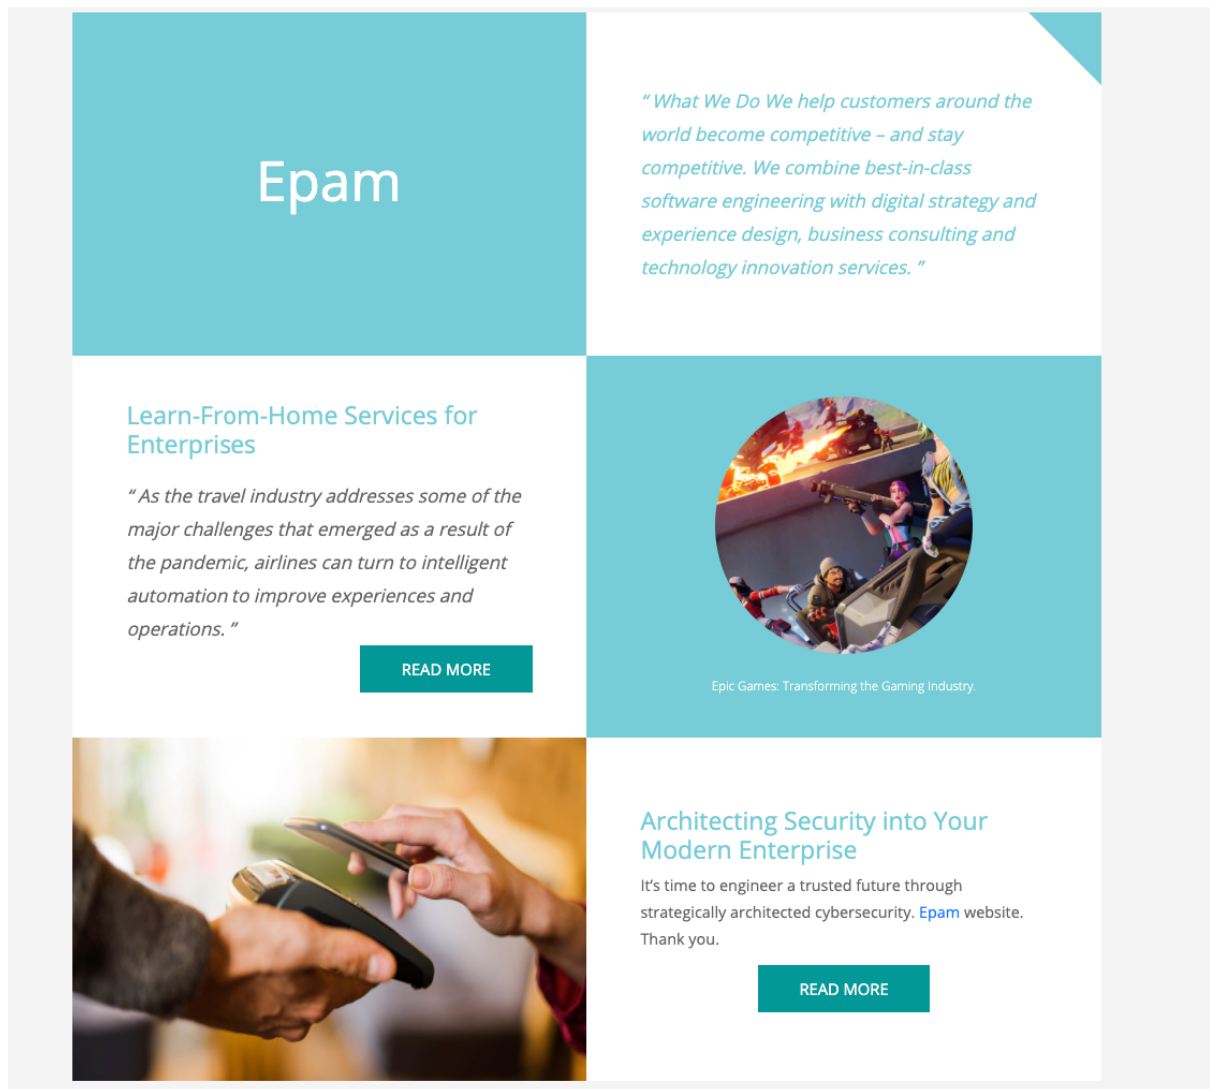 Epam
“ What We Do We help customers around the
world become competitive – and stay
competitive. We combine best-in-class
software engineering with digital strategy and
experience design, business consulting and
technology innovation services. ”
Learn-From-Home Services for
Enterprises
“ As the travel industry addresses some of the
major challenges that emerged as a result of
the pandemic, airlines can turn to intelligent
automation to improve experiences and
operations. ”
READ MORE
Epic Games: Transforming the Gaming Industry.
Architecting Security into Your
Modern Enterprise
It’s time to engineer a trusted future through
strategically architected cybersecurity. Epam website.
Thank you.
READ MORE